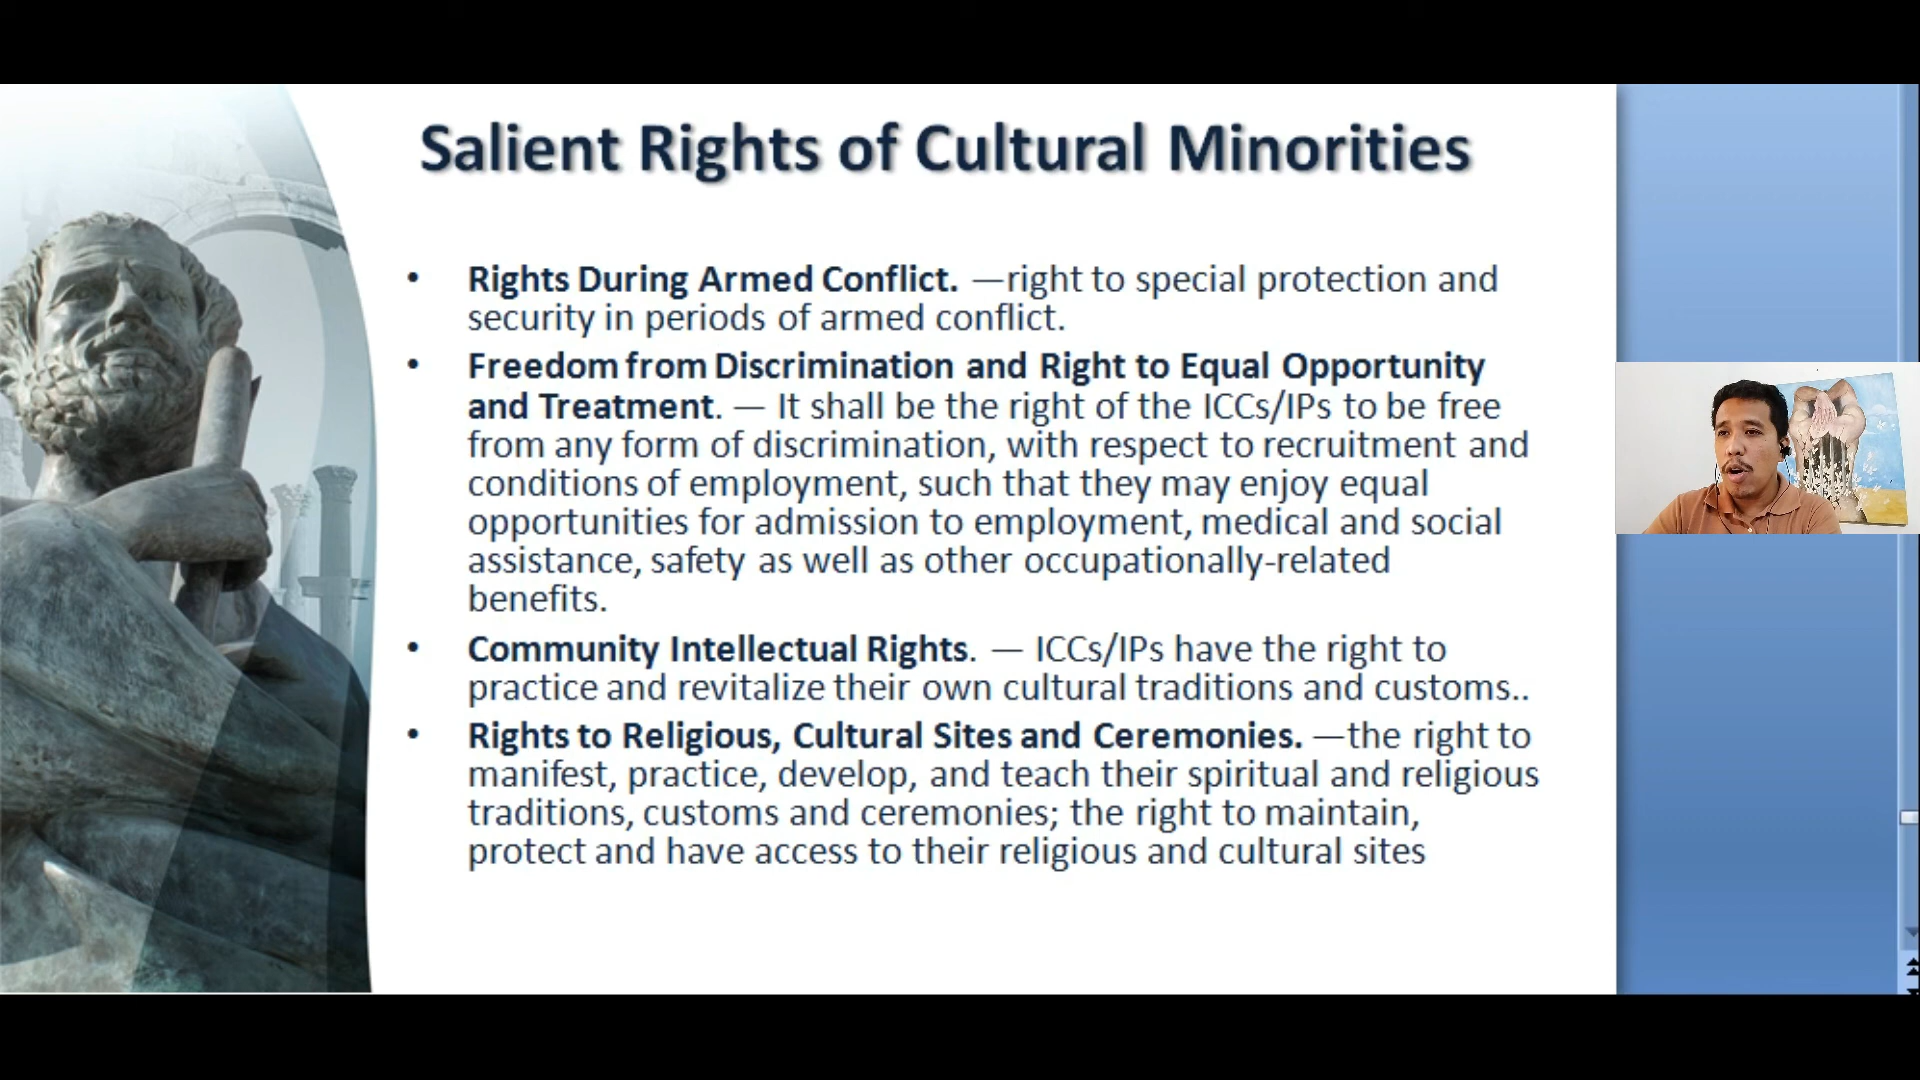 Salient Rights of Cultural Minorities
• Rights During Armed Conflict. —right to special protection and
security in periods of armed conflict.
• Freedom from Discrimination and Right to Equal Opportunity
and Treatment. — It shall be the right of the ICCs/IPs to be free
from any form of discrimination, with respect to recruitment and
conditions of employment, such that they may enjoy equal
opportunities for admission to employment, medical and social
assistance, safety as well as other occupationally-related
benefits.
• Community Intellectual Rights. — ICCs/IPs have the right to
practice and revitalize their own cultural traditions and customs..
• Rights to Religious, Cultural Sites and Ceremonies. —the right to
manifest, practice, develop, and teach their spiritual and religious
traditions, customs and ceremonies; the right to maintain,
protect and have access to their religious and cultural sites